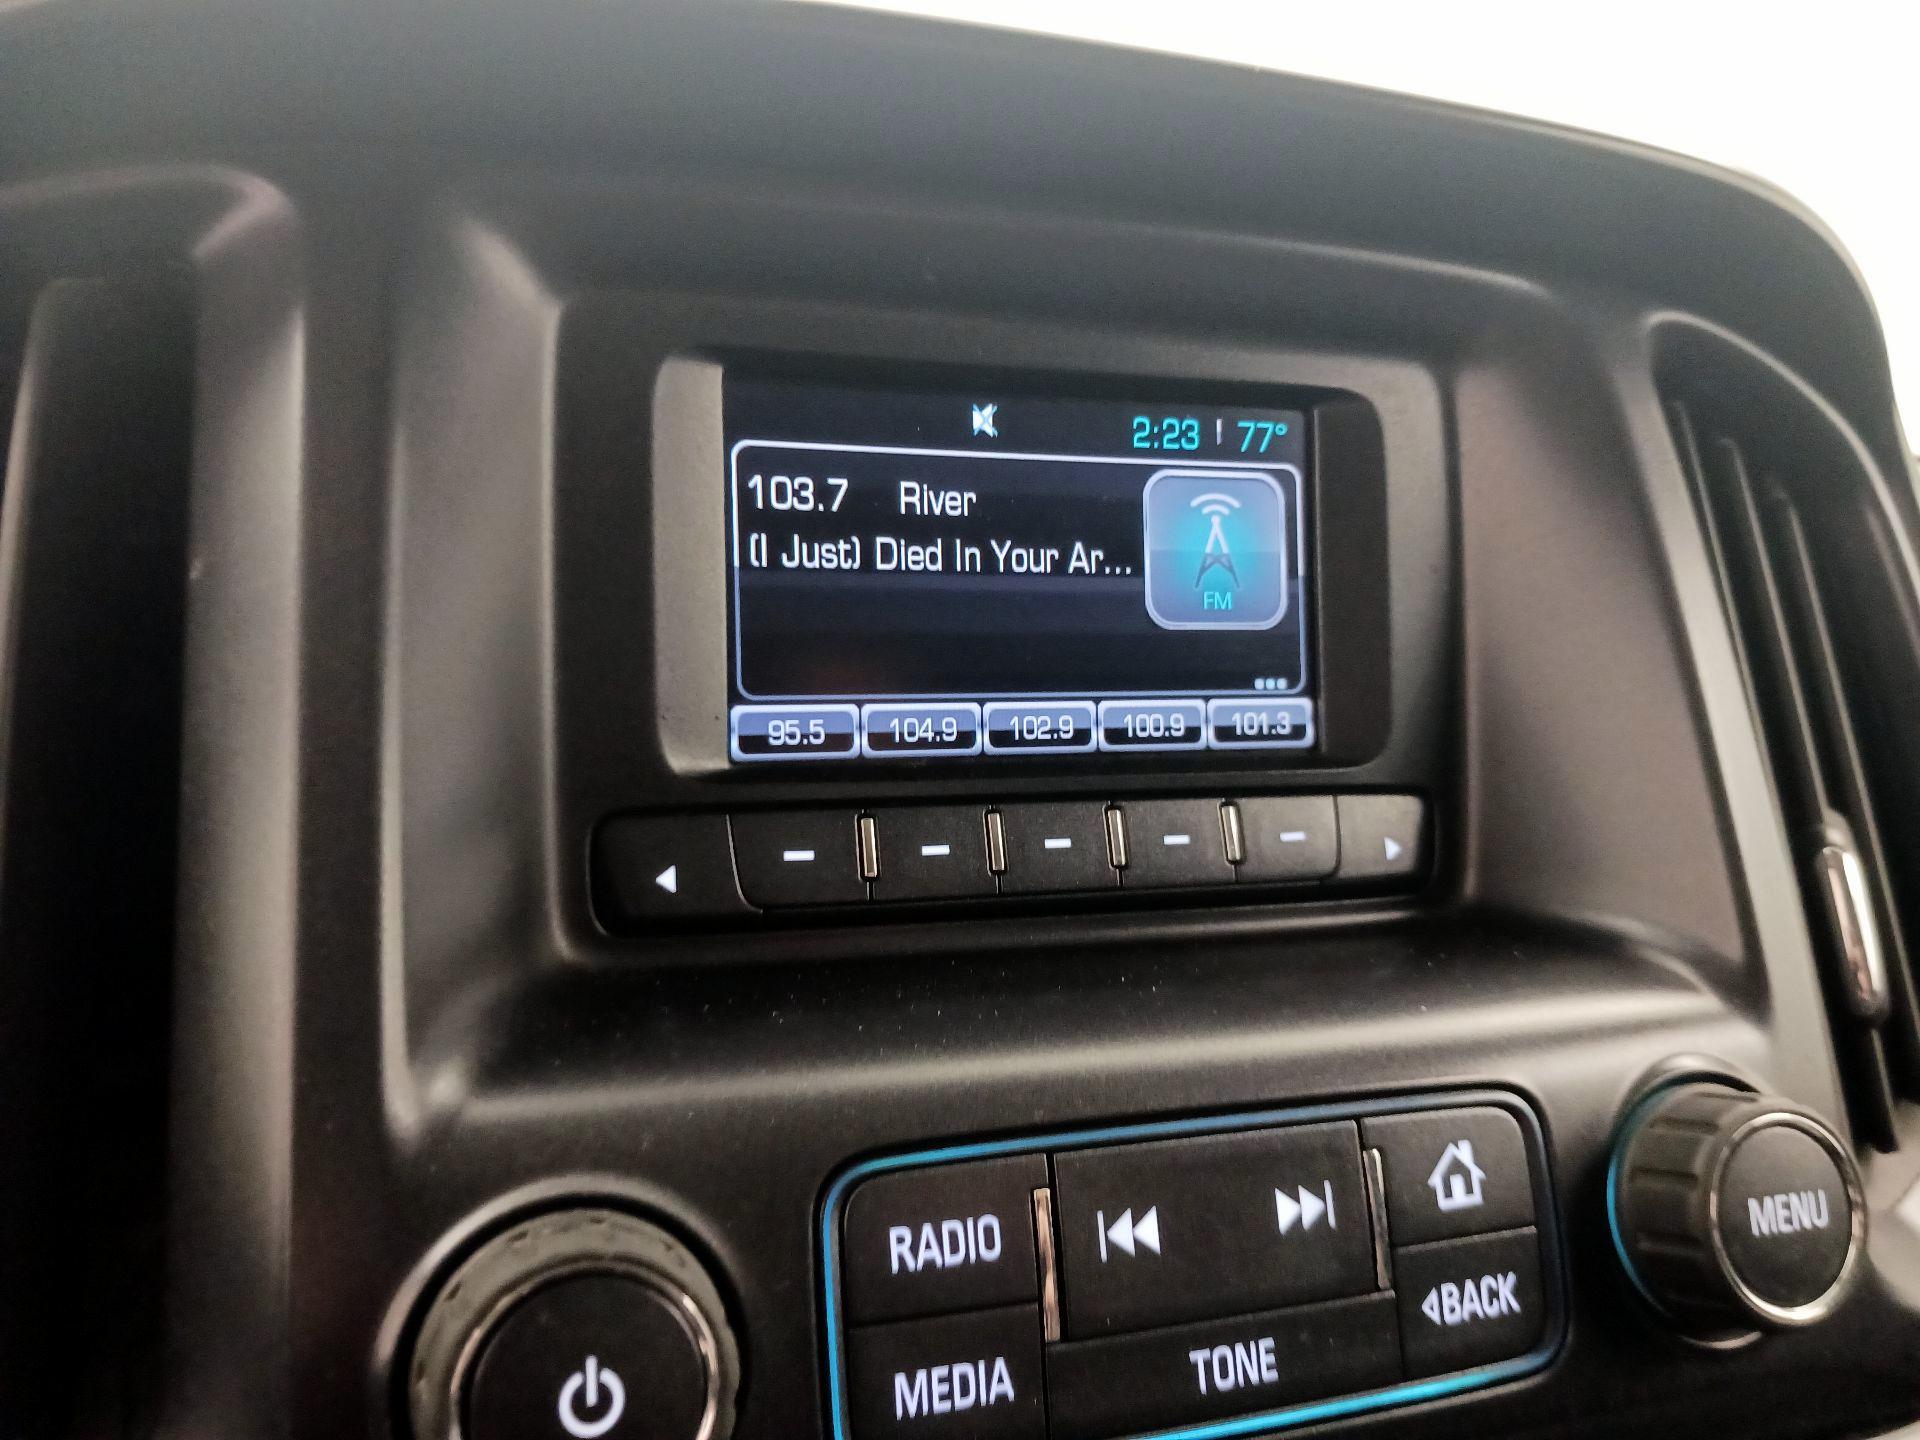 2:23 77°
103.7 River
(I Just) Died In Your Ar...
FM
95.5 104.9 102.9 100.9 101.3
RADIO
MENU
BACK
MEDIA
TONE